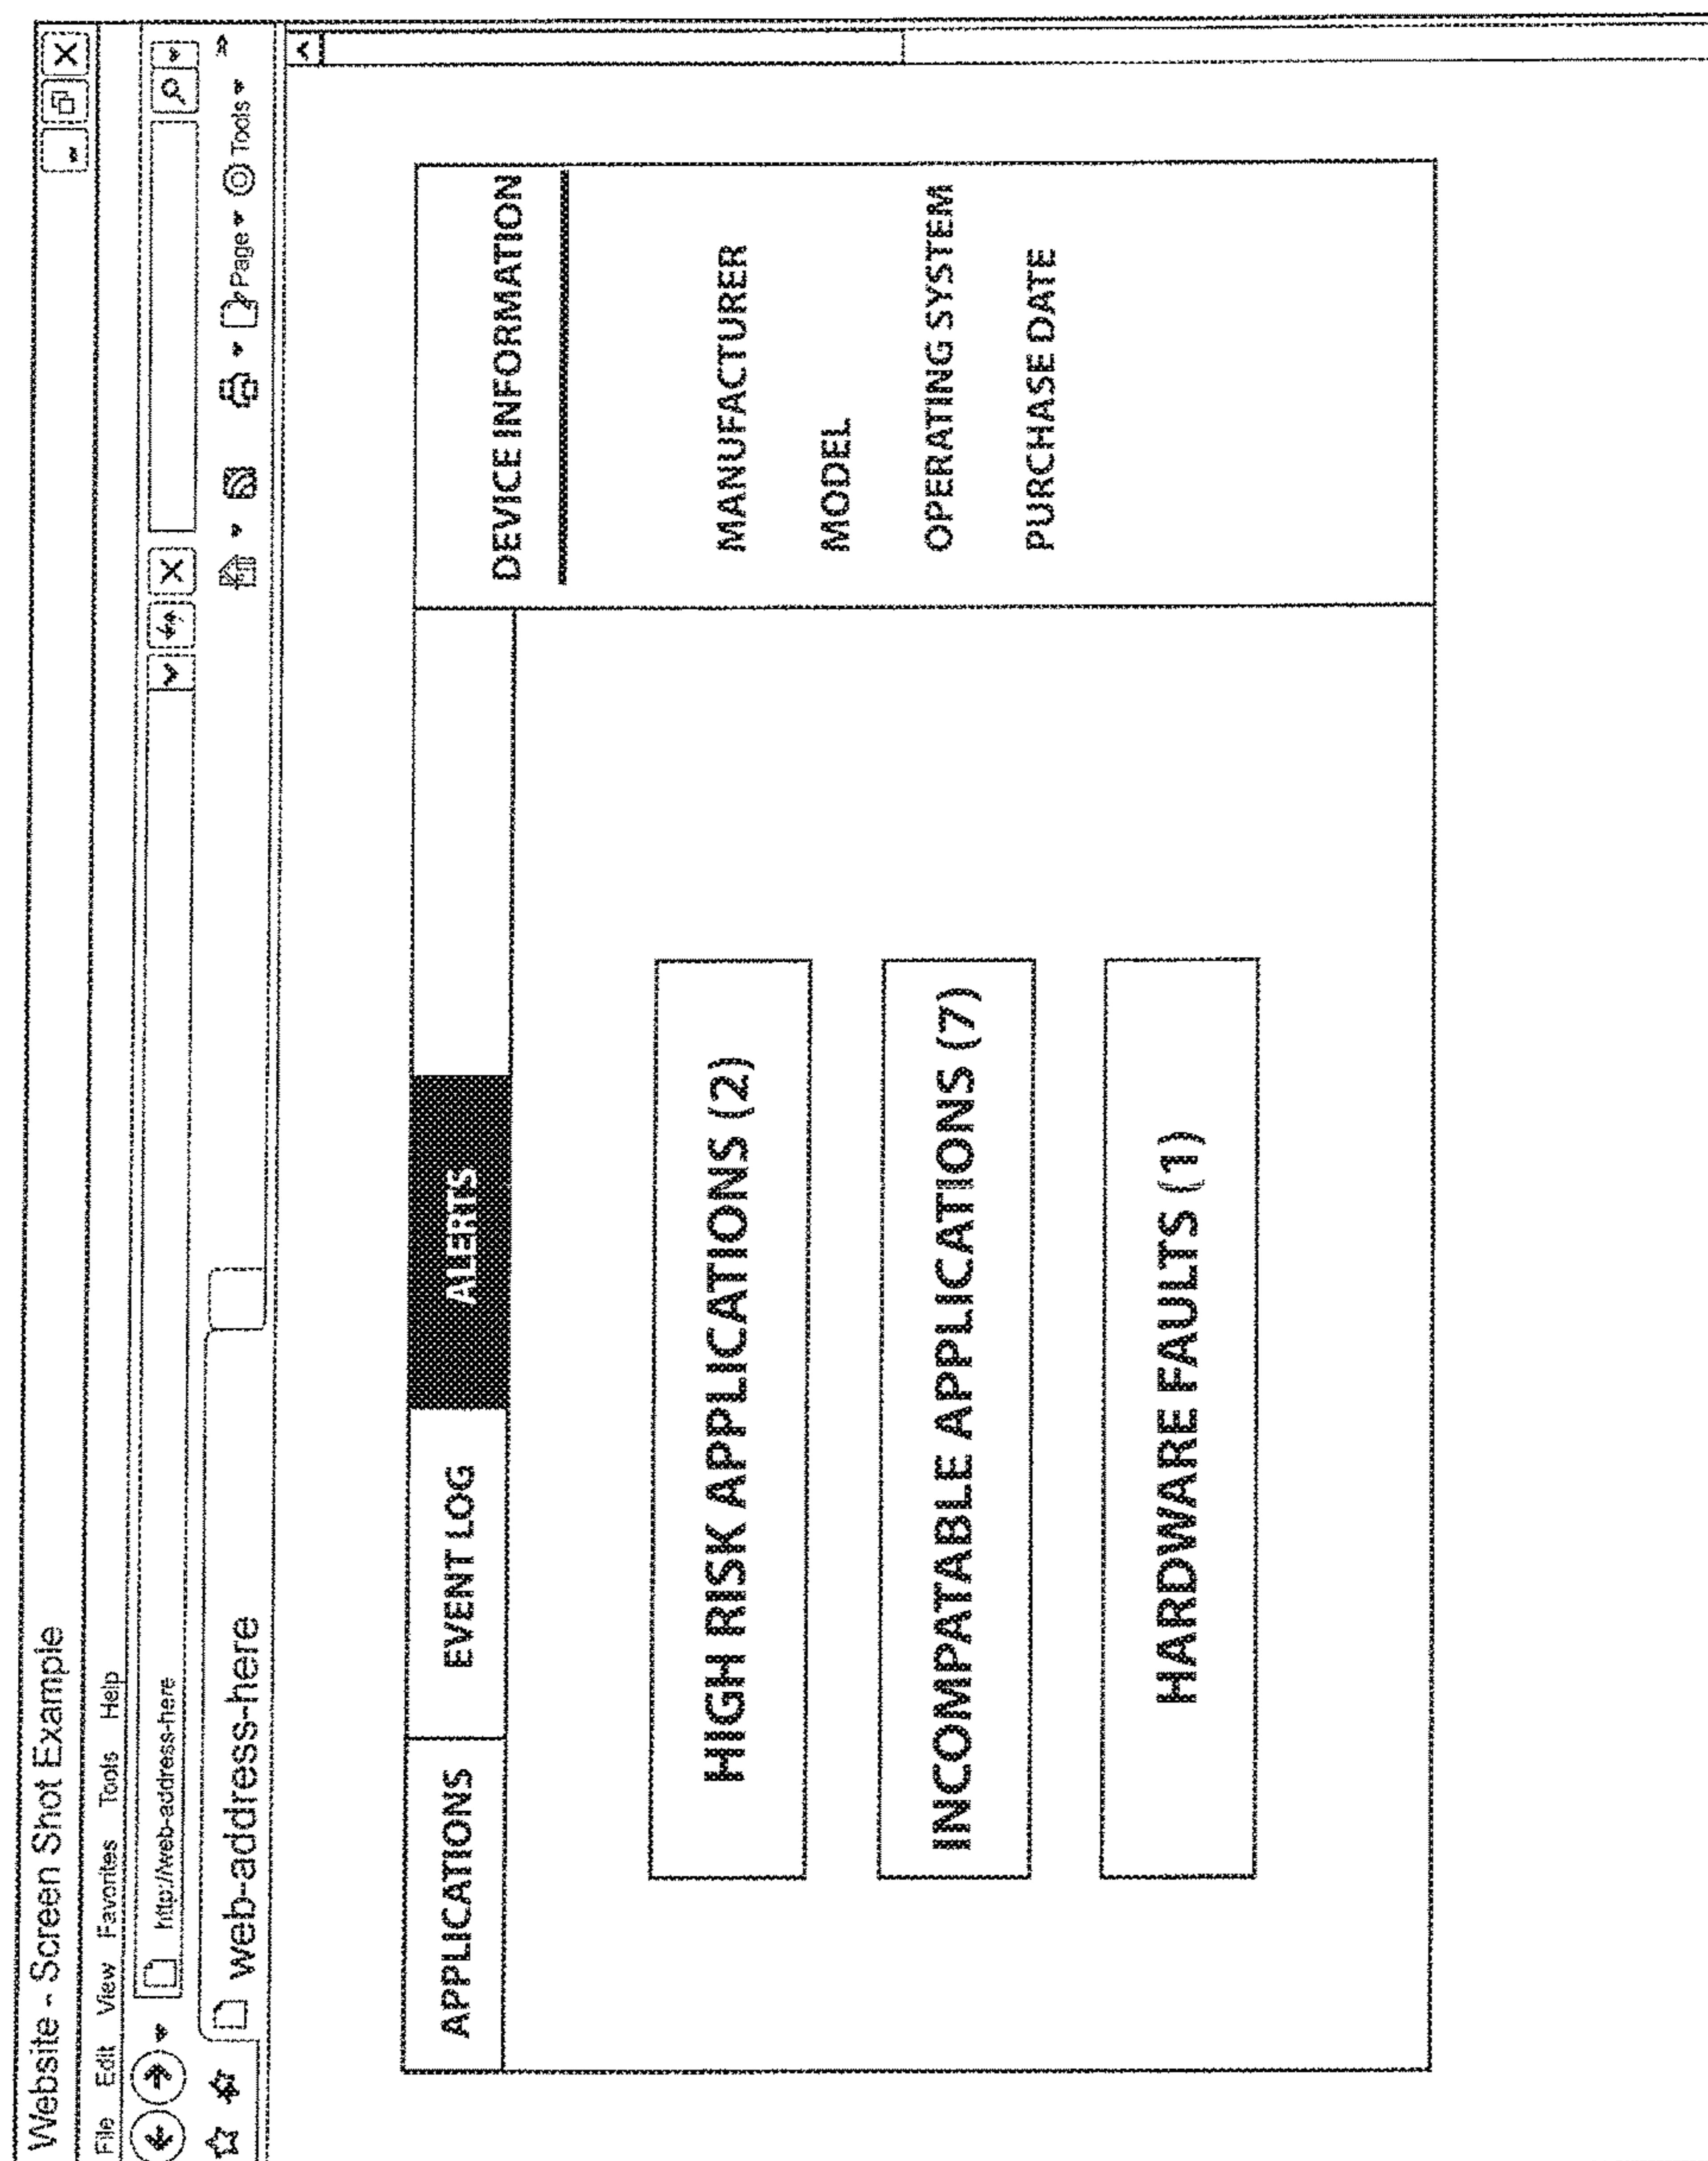 Website - Screen Shot Example
File Edit View Favorites Tools Help
http://web-address-here
web-address-here
Page Tools
APPLICATIONS EVENT LOG ALERTS
DEVICE INFORMATION
HIGH RISK APPLICATIONS (2)
INCOMPATABLE APPLICATIONS (7)
HARDWARE FAULTS (1)
MANUFACTURER
MODEL
OPERATING SYSTEM
PURCHASE DATE